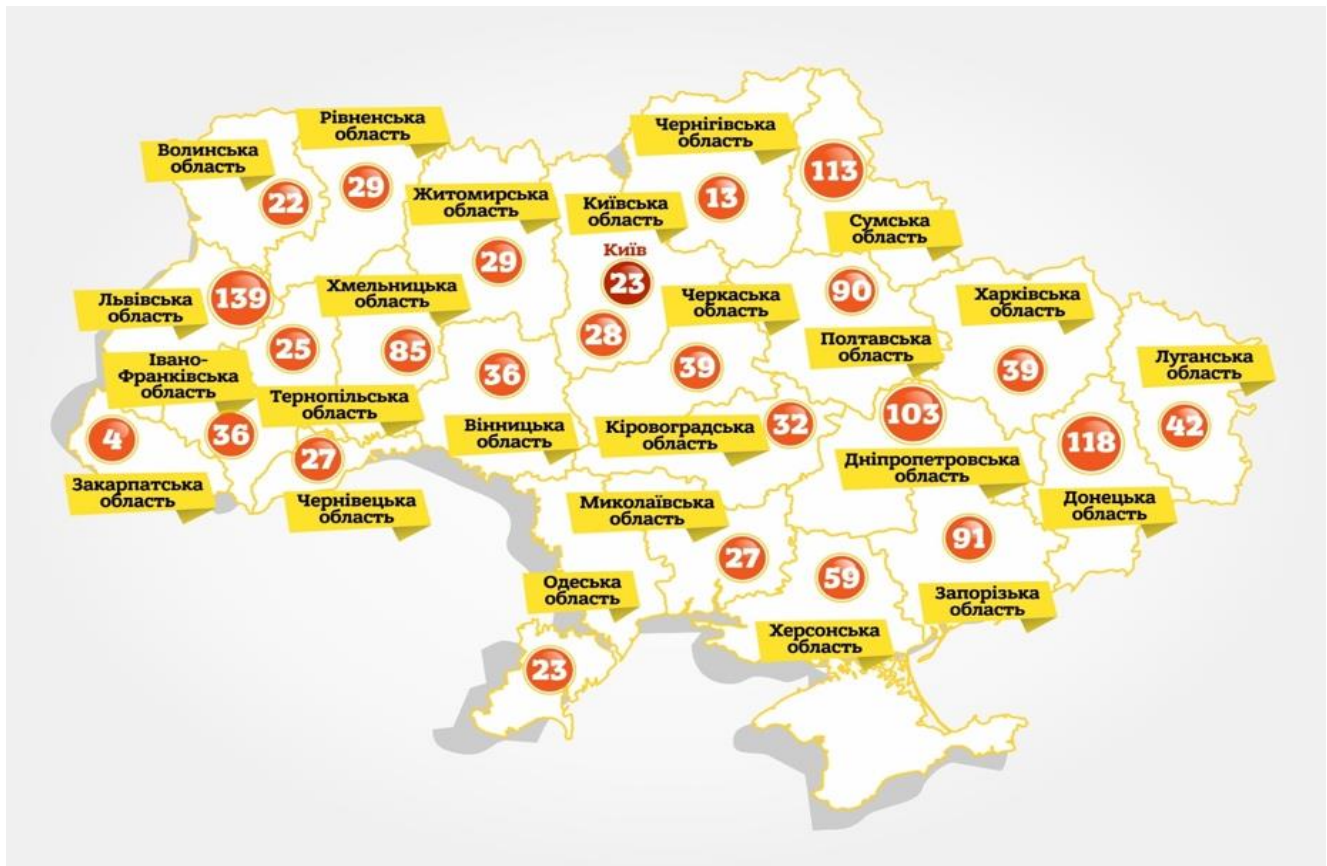 Рівненська
область
Волинська
область
22
29
Житомирська
область
29
Чернігівська
область
13
113
Сумська
область
Київська
область
Київ
23
28
Львівська
область
139
Хмельницька
область
85
25
Черкаська
область
39
90
Полтавська
область
Харківська
область
39
Луганська
область
42
Івано-
Франківська
область
36
Тернопільська
область
36
Вінницька
область
Кіровоградська
область
32
103
Дніпропетровська
область
118
Донецька
область
4
Закарпатська
область
27
Чернівецька
область
Миколаївська
область
27
59
Херсонська
область
91
Запорізька
область
Одеська
область
23